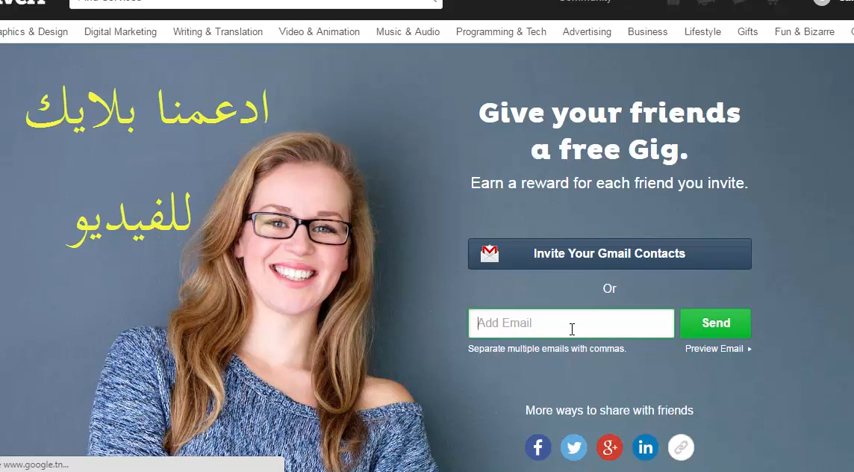 Community
Digital Marketing
Writing & Translation
Video & Animation
Music & Audio
Programming & Tech
Advertising
Business
Lifestyle
Gifts
Fun & Bizarre
ادعمنا بلايك
للفيديو
Give your friends
a free Gig.
Earn a reward for each friend you invite.
Invite Your Gmail Contacts
Or
Add Email
Send
Separate multiple emails with commas.
Preview Email
More ways to share with friends
www.google.tn...